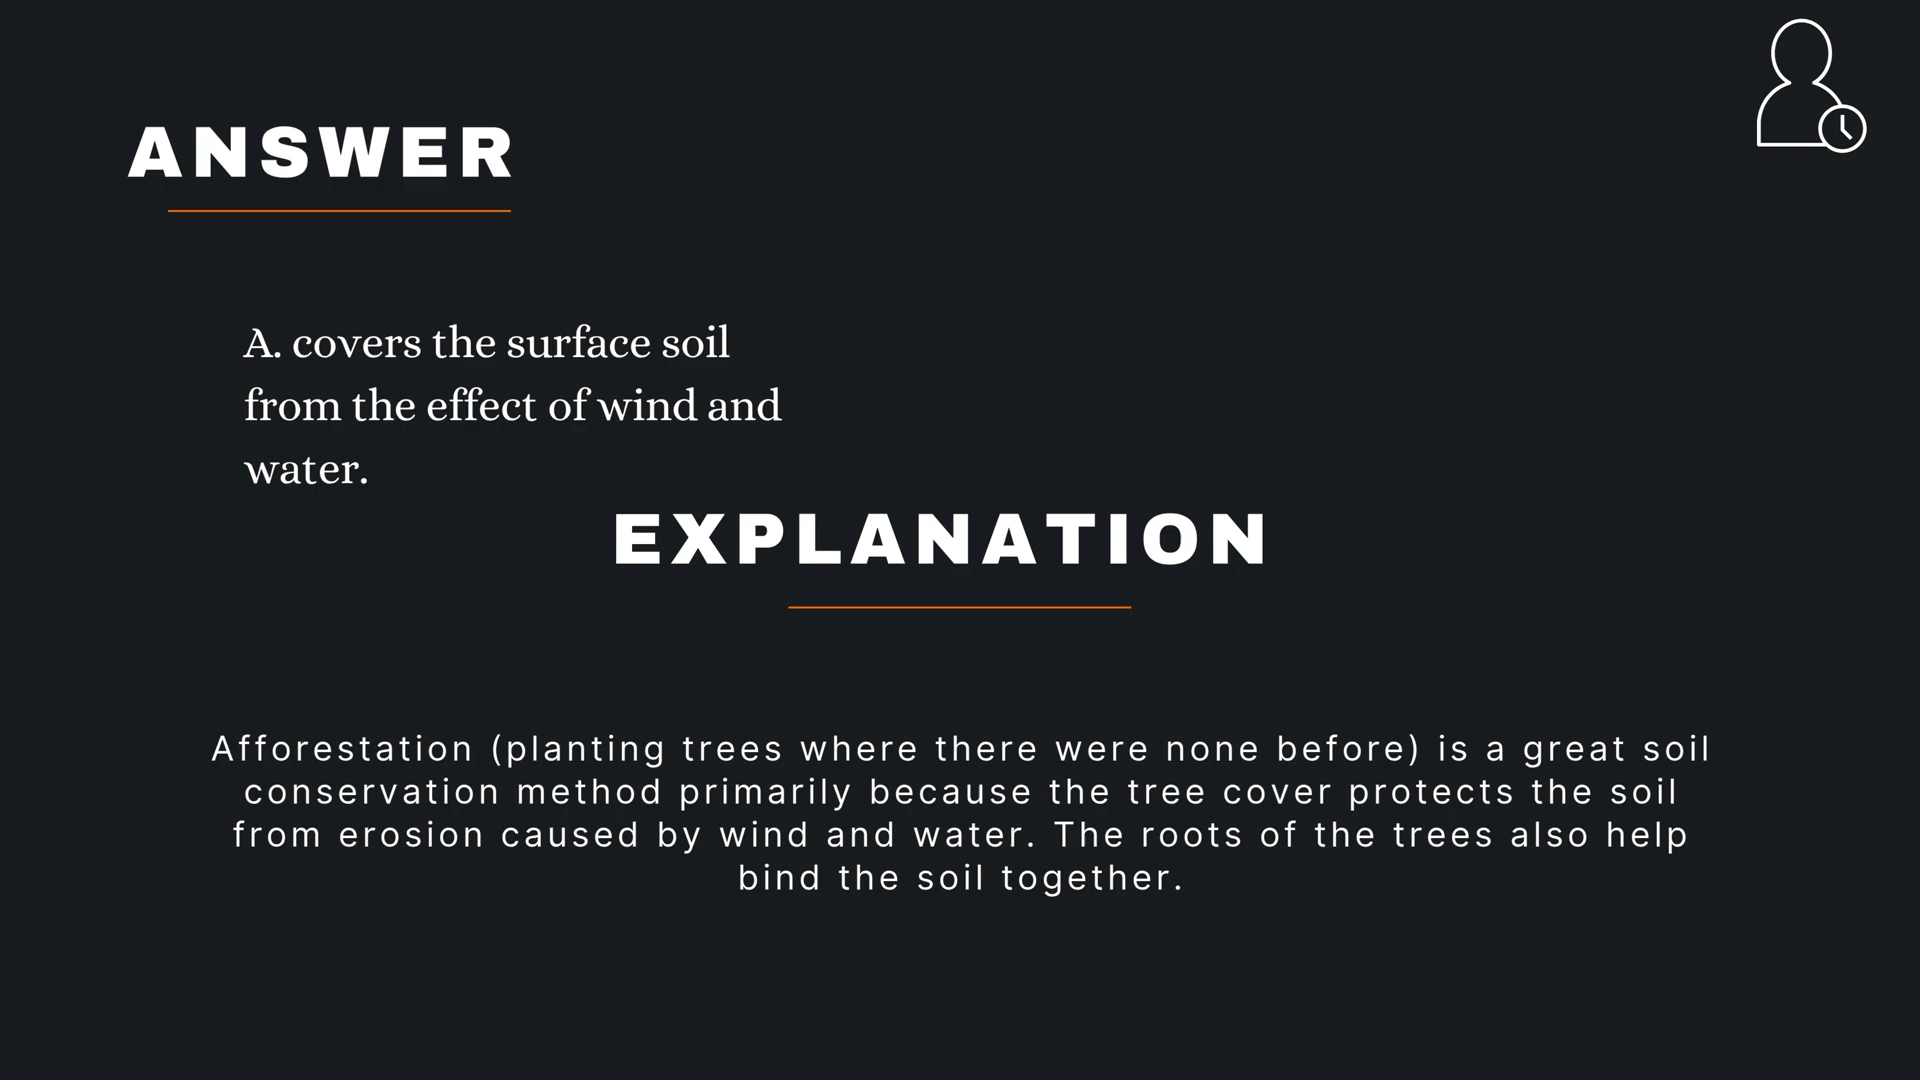 ANSWER
A. covers the surface soil
from the effect of wind and
water.
EXPLANATION
Afforestation (planting trees where there were none before) is a great soil
conservation method primarily because the tree cover protects the soil
from erosion caused by wind and water. The roots of the trees also help
bind the soil together.